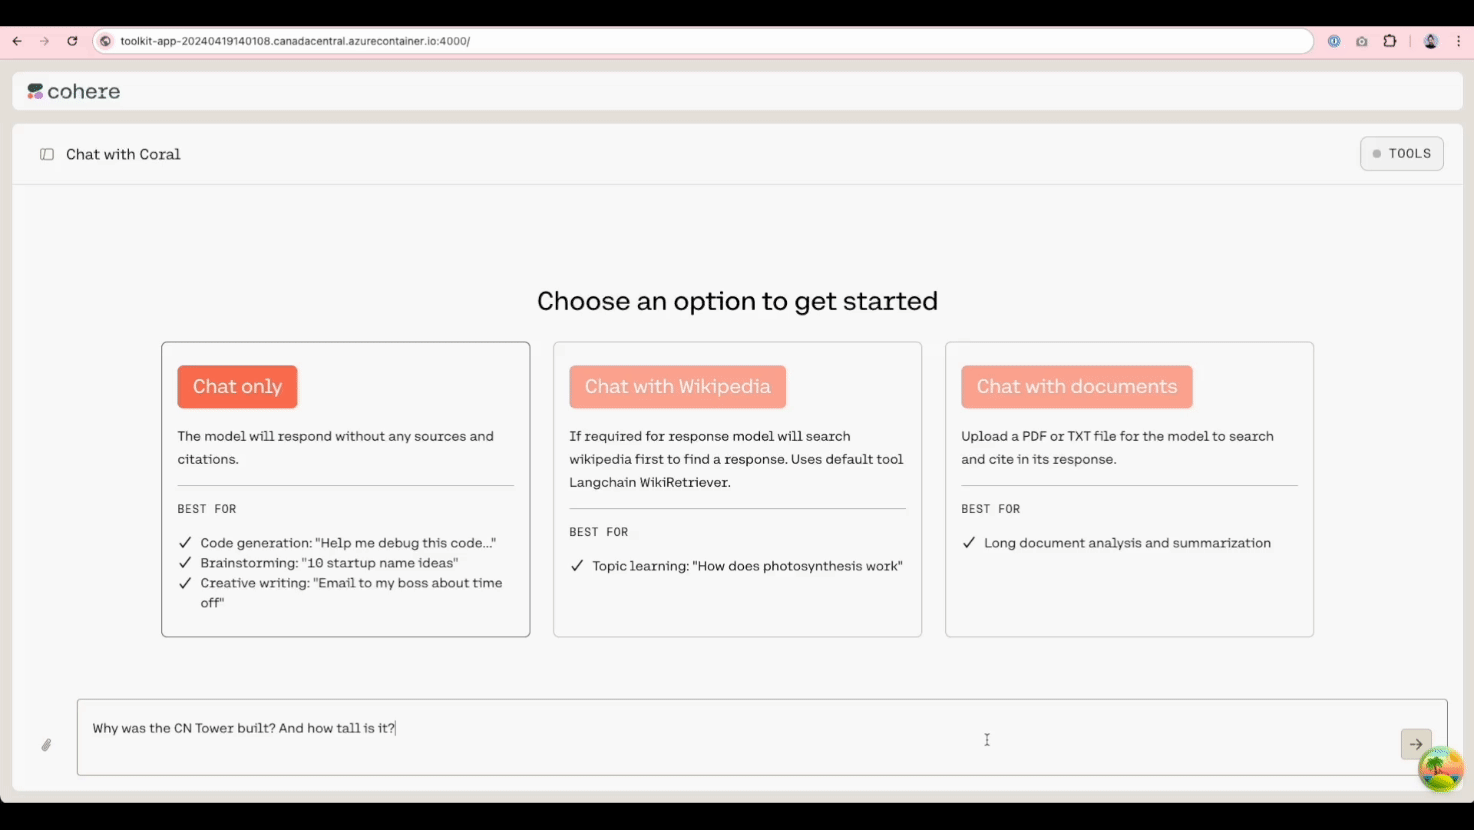 toolkit-app-20240419140108.canadacentral.azurecontainer.io:4000/
cohere
Chat with Coral
TOOLS
Choose an option to get started
Chat only
The model will respond without any sources and
citations.
BEST FOR
Code generation: "Help me debug this code..."
Brainstorming: "10 startup name ideas"
Creative writing: "Email to my boss about time
off"
Chat with Wikipedia
If required for response model will search
wikipedia first to find a response. Uses default tool
Langchain WikiRetriever.
BEST FOR
Topic learning: "How does photosynthesis work"
Chat with documents
Upload a PDF or TXT file for the model to search
and cite in its response.
BEST FOR
Long document analysis and summarization
Why was the CN Tower built? And how tall is it?